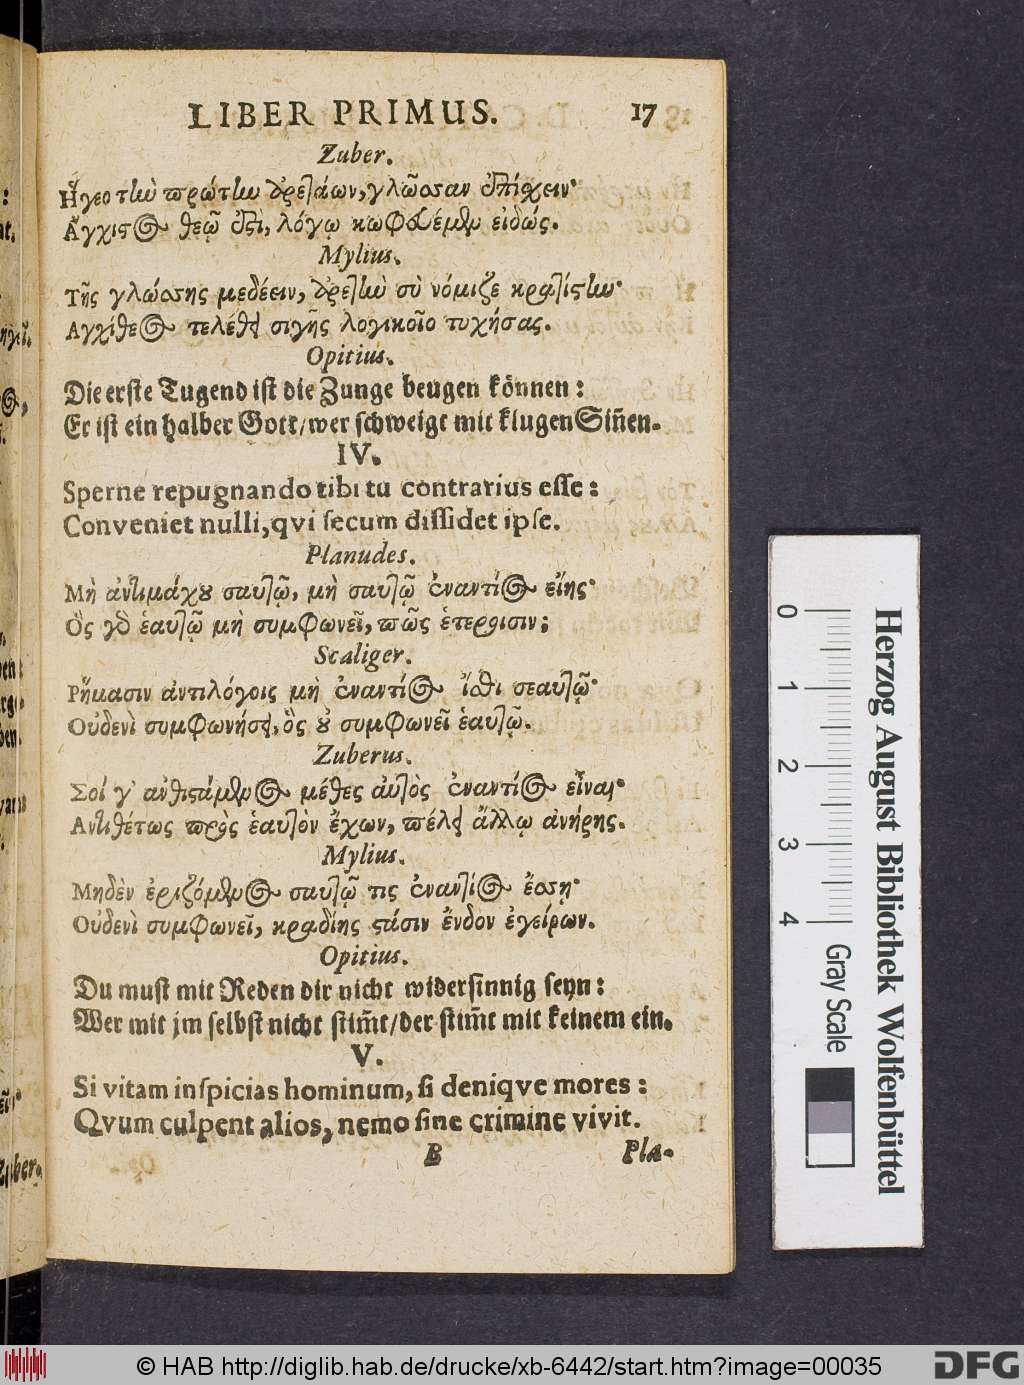 LIBER PRIMUS. 17
Zuber.
Ἡγεο τὴν πρώτην ἀρετάων, γλῶσσαν ἐπίσχειν·
Ἄγχιστος θεῷ ἐστι, λόγῳ κωφευέμεν εἰδώς.
Mylius.
Τῆς γλώσσης μεδέειν, ἀρετὴν σὺ νόμιζε κρατίστην·
Ἀγχίθεος τελέθει σιγῆς λογικοῖο τυχήσας.
Opitius.
Die erste Tugend ist die Zunge beugen können:
Er ist ein halber Gott/wer schweigt mit klugen Siñen.
IV.
Sperne repugnando tibi tu contrarius esse:
Conveniet nulli, qvi secum dissidet ipse.
Planudes.
Μὴ ἀντιμάχου σαυτῷ, μὴ σαυτῷ ἐναντίος εἴης·
Ὃς γὰρ ἑαυτῷ μὴ συμφωνεῖ, πῶς ἑτέροισιν;
Scaliger.
Ῥήμασιν ἀντιλόγοις μὴ ἐναντίος ἴσθι σεαυτῷ·
Οὐδενὶ συμφωνήσει, ὃς οὐ συμφωνεῖ ἑαυτῷ.
Zuberus.
Σοί γ' ἀνθιστάμενος μέθες αὐτὸς ἐναντίος εἶναι·
Ἀντιθέτως πρὸς ἑαυτὸν ἔχων, πέλει ἄλλῳ ἀνήρης.
Mylius.
Μηδὲν ἐριζόμενος σαυτῷ τις ἐναντίος ἔσσῃ·
Οὐδενὶ συμφωνεῖ, κραδίης στάσιν ἔνδον ἐγείρων.
Opitius.
Du must mit Reden dir nicht widersinnig seyn:
Wer mit jm selbst nicht stim̃t/der stim̃t mit keinem ein.
V.
Si vitam inspicias hominum, si deniqve mores:
Qvum culpent alios, nemo sine crimine vivit.
B Pla-
0 1 2 3 4
Gray Scale
Herzog August Bibliothek Wolfenbüttel
© HAB http://diglib.hab.de/drucke/xb-6442/start.htm?image=00035
DFG